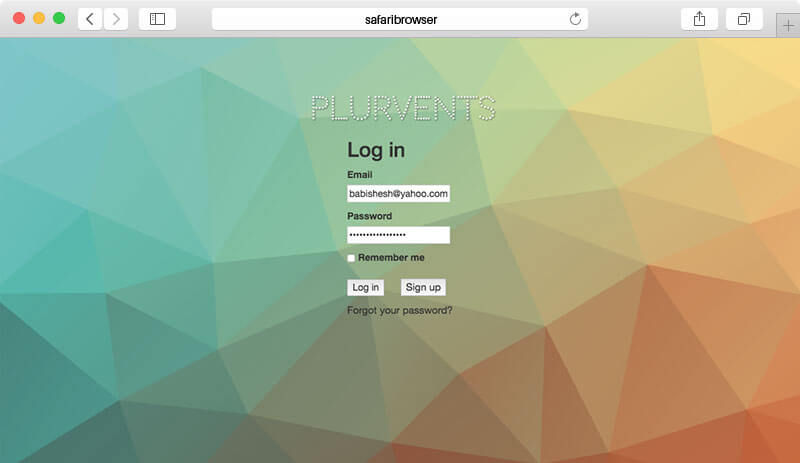 safaribrowser
PLURVENTS
Log in
Email
babishesh@yahoo.com
Password
•••••••••••••••••
Remember me
Log in Sign up
Forgot your password?